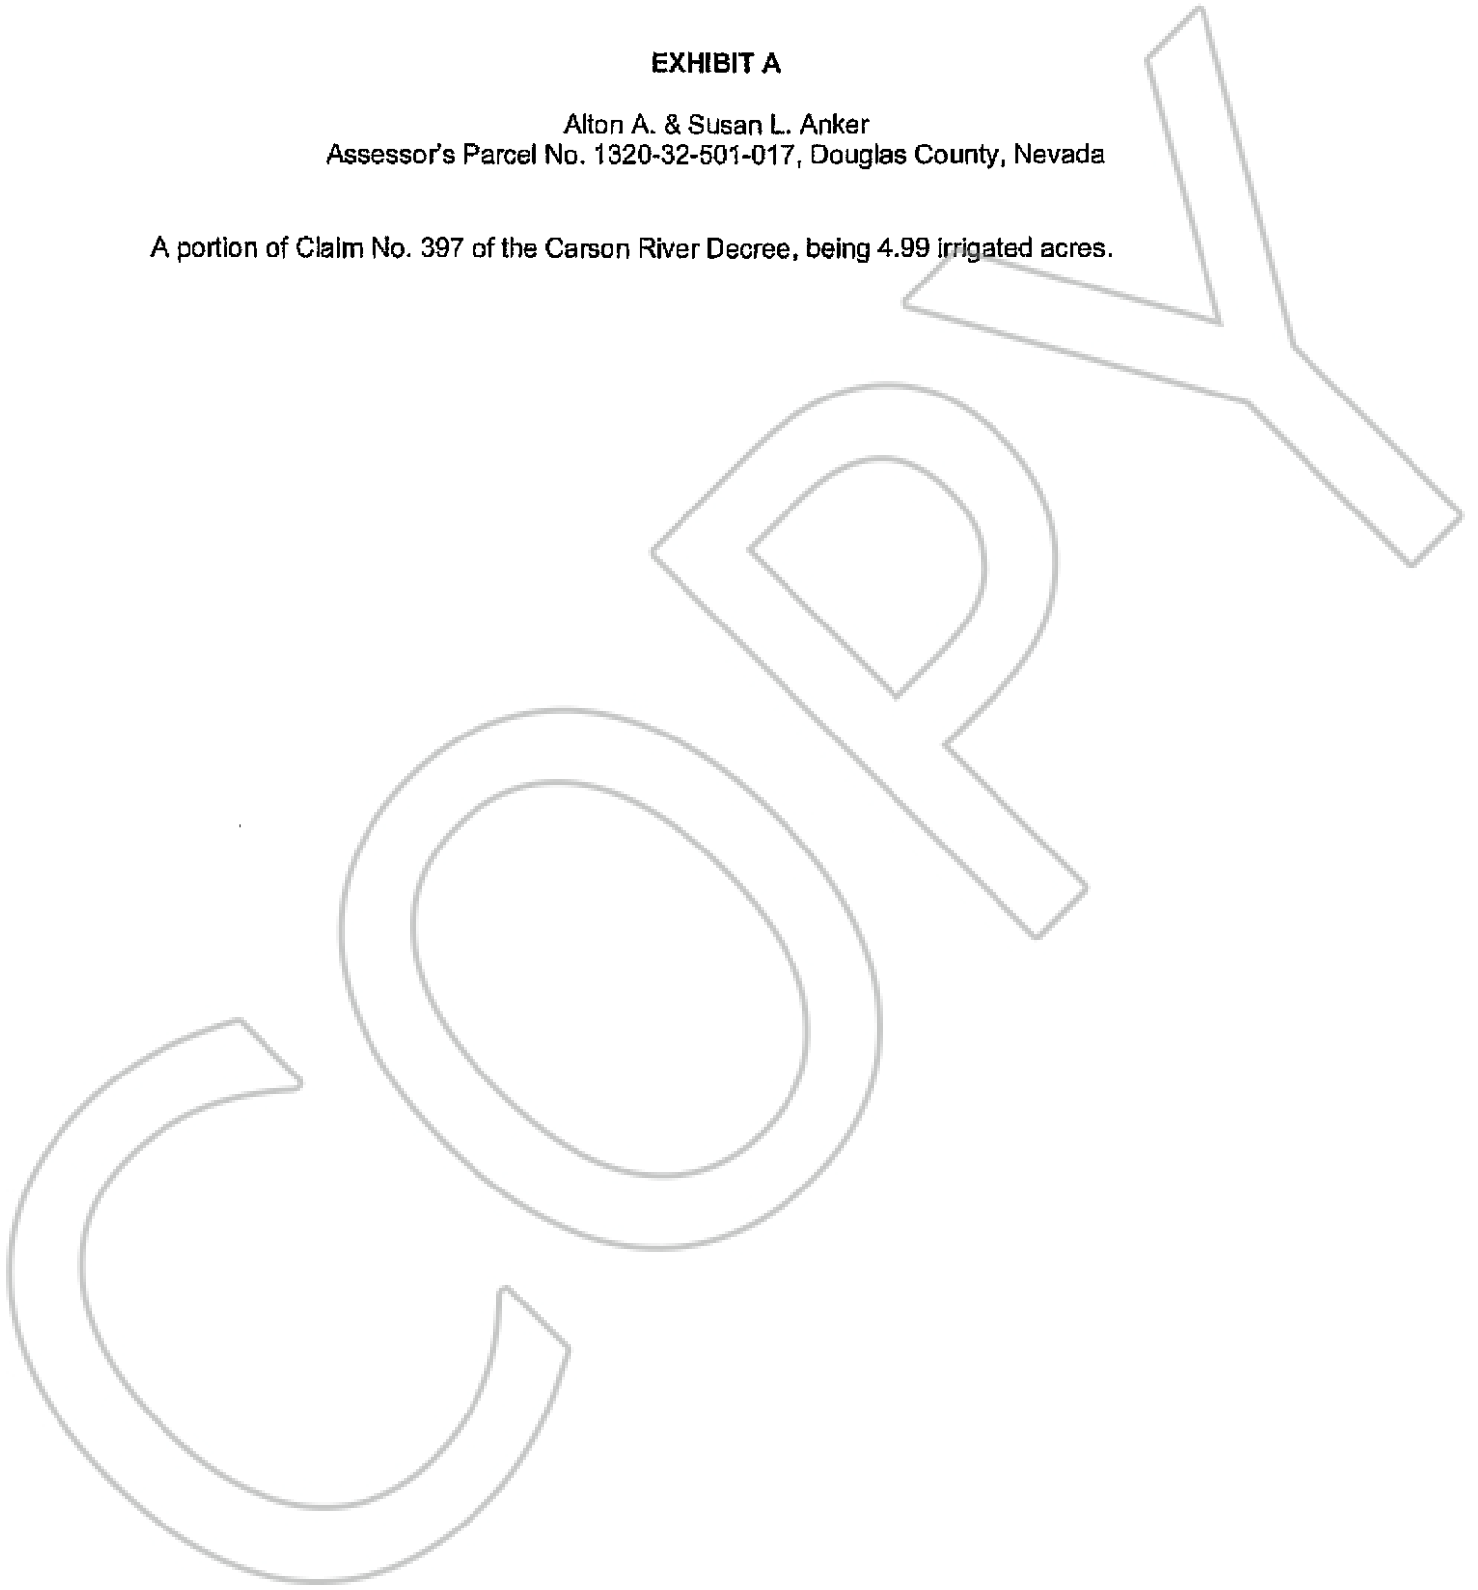 EXHIBIT A
Alton A. & Susan L. Anker
Assessor's Parcel No. 1320-32-501-017, Douglas County, Nevada
A portion of Claim No. 397 of the Carson River Decree, being 4.99 irrigated acres.
COPY